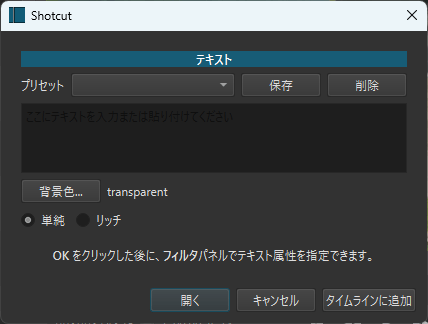 Shotcut
テキスト
プリセット 保存 削除
ここにテキストを入力または貼り付けてください
背景色... transparent
単純 リッチ
OK をクリックした後に、フィルタパネルでテキスト属性を指定できます。
開く キャンセル タイムラインに追加